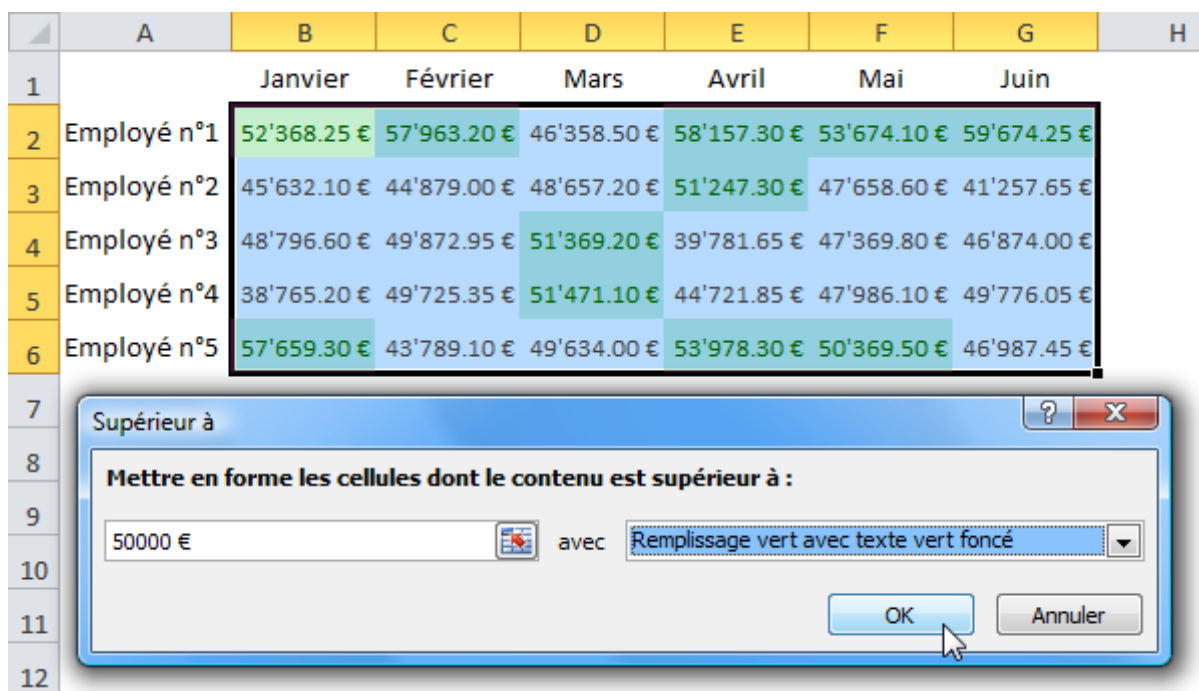 A B C D E F G H
1 Janvier Février Mars Avril Mai Juin
2 Employé n°1 52'368.25 € 57'963.20 € 46'358.50 € 58'157.30 € 53'674.10 € 59'674.25 €
3 Employé n°2 45'632.10 € 44'879.00 € 48'657.20 € 51'247.30 € 47'658.60 € 41'257.65 €
4 Employé n°3 48'796.60 € 49'872.95 € 51'369.20 € 39'781.65 € 47'369.80 € 46'874.00 €
5 Employé n°4 38'765.20 € 49'725.35 € 51'471.10 € 44'721.85 € 47'986.10 € 49'776.05 €
6 Employé n°5 57'659.30 € 43'789.10 € 49'634.00 € 53'978.30 € 50'369.50 € 46'987.45 €
7 Supérieur à ? X
8 Mettre en forme les cellules dont le contenu est supérieur à :
9
50000 € avec Remplissage vert avec texte vert foncé
10
11 OK Annuler
12